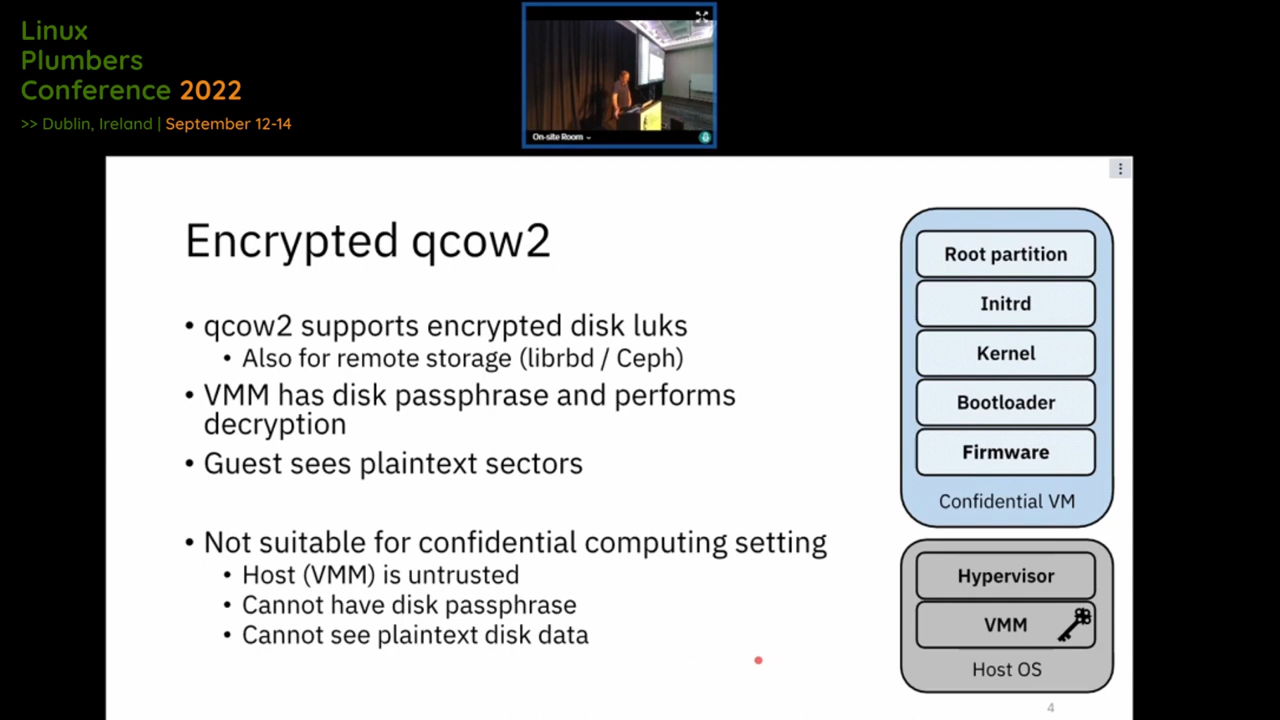 Linux
Plumbers
Conference 2022
>> Dublin, Ireland | September 12-14
On-site Room
Encrypted qcow2
• qcow2 supports encrypted disk luks
• Also for remote storage (librbd / Ceph)
• VMM has disk passphrase and performs
decryption
• Guest sees plaintext sectors
• Not suitable for confidential computing setting
• Host (VMM) is untrusted
• Cannot have disk passphrase
• Cannot see plaintext disk data
Root partition
Initrd
Kernel
Bootloader
Firmware
Confidential VM
Hypervisor
VMM
Host OS
4